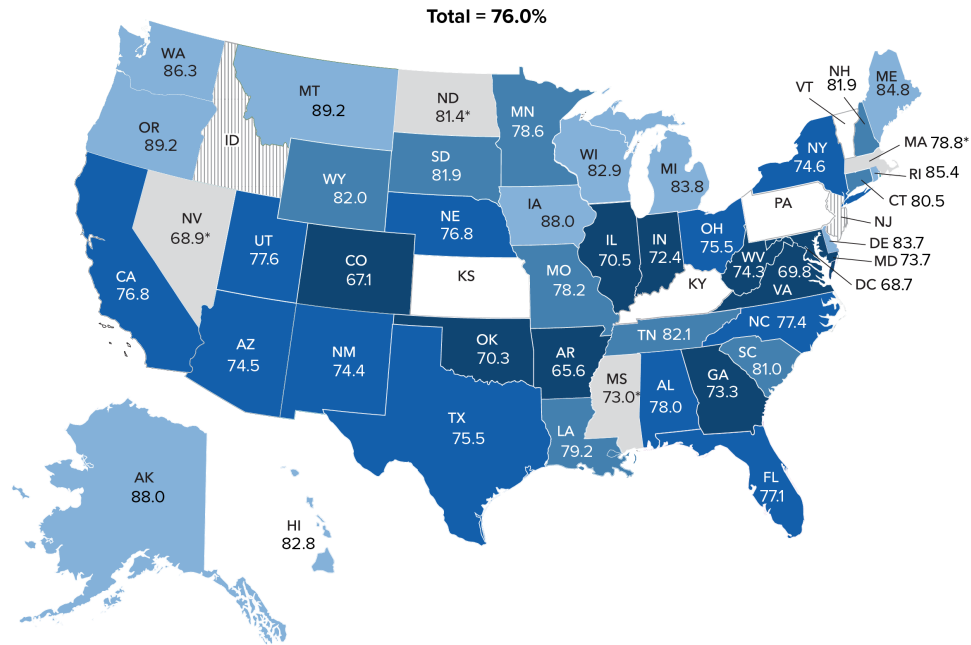 Total = 76.0%
WA
86.3
MT
89.2
ND
81.4*
MN
78.6
VT
NH
81.9
ME
84.8
OR
89.2
ID
SD
81.9
WI
82.9
MI
83.8
NY
74.6
MA 78.8*
RI 85.4
CT 80.5
WY
82.0
IA
88.0
PA
NJ
NV
68.9*
NE
76.8
OH
75.5
DE 83.7
MD 73.7
DC 68.7
UT
77.6
CO
67.1
IL
70.5
IN
72.4
WV
74.3
69.8
VA
CA
76.8
KS
MO
78.2
KY
NC 77.4
TN 82.1
AZ
74.5
NM
74.4
OK
70.3
AR
65.6
SC
81.0
MS
73.0*
AL
78.0
GA
73.3
TX
75.5
LA
79.2
FL
77.1
AK
88.0
HI
82.8